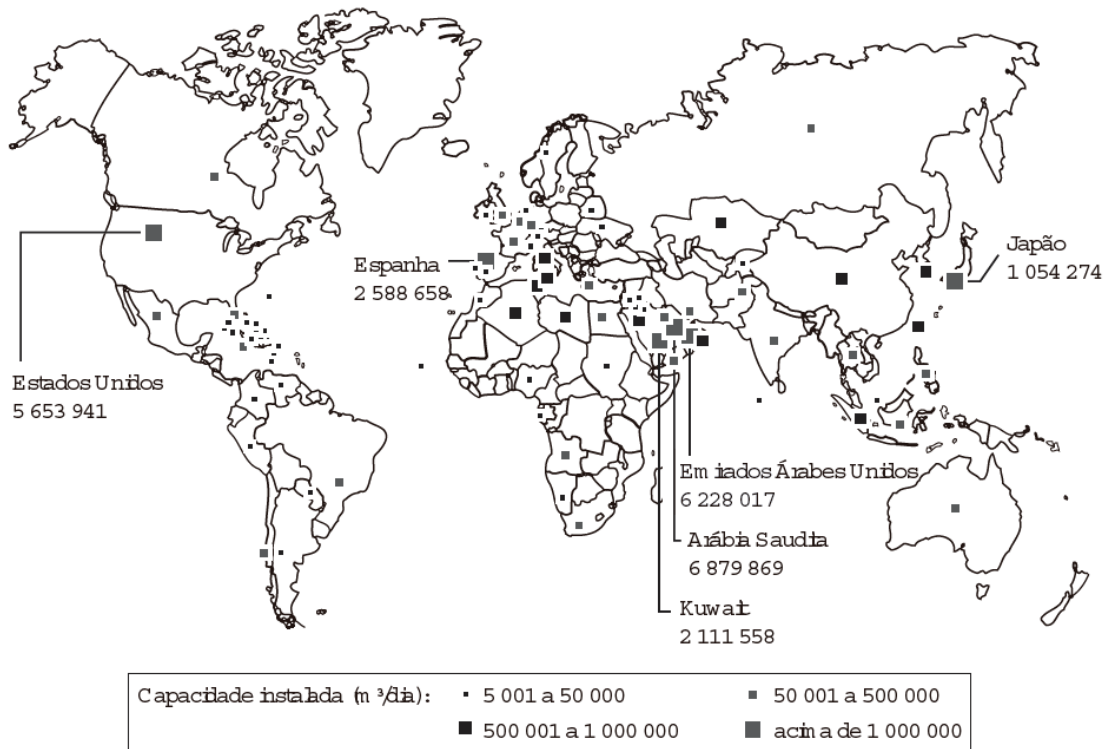 Japão
1 054 274
Espanha
2 588 658
Estados Unidos
5 653 941
Emirados Árabes Unidos
6 228 017
Arábia Saudita
6 879 869
Kuwait
2 111 558
Capacidade instalada (m³/dia):
5 001 a 50 000
50 001 a 500 000
500 001 a 1 000 000
acima de 1 000 000